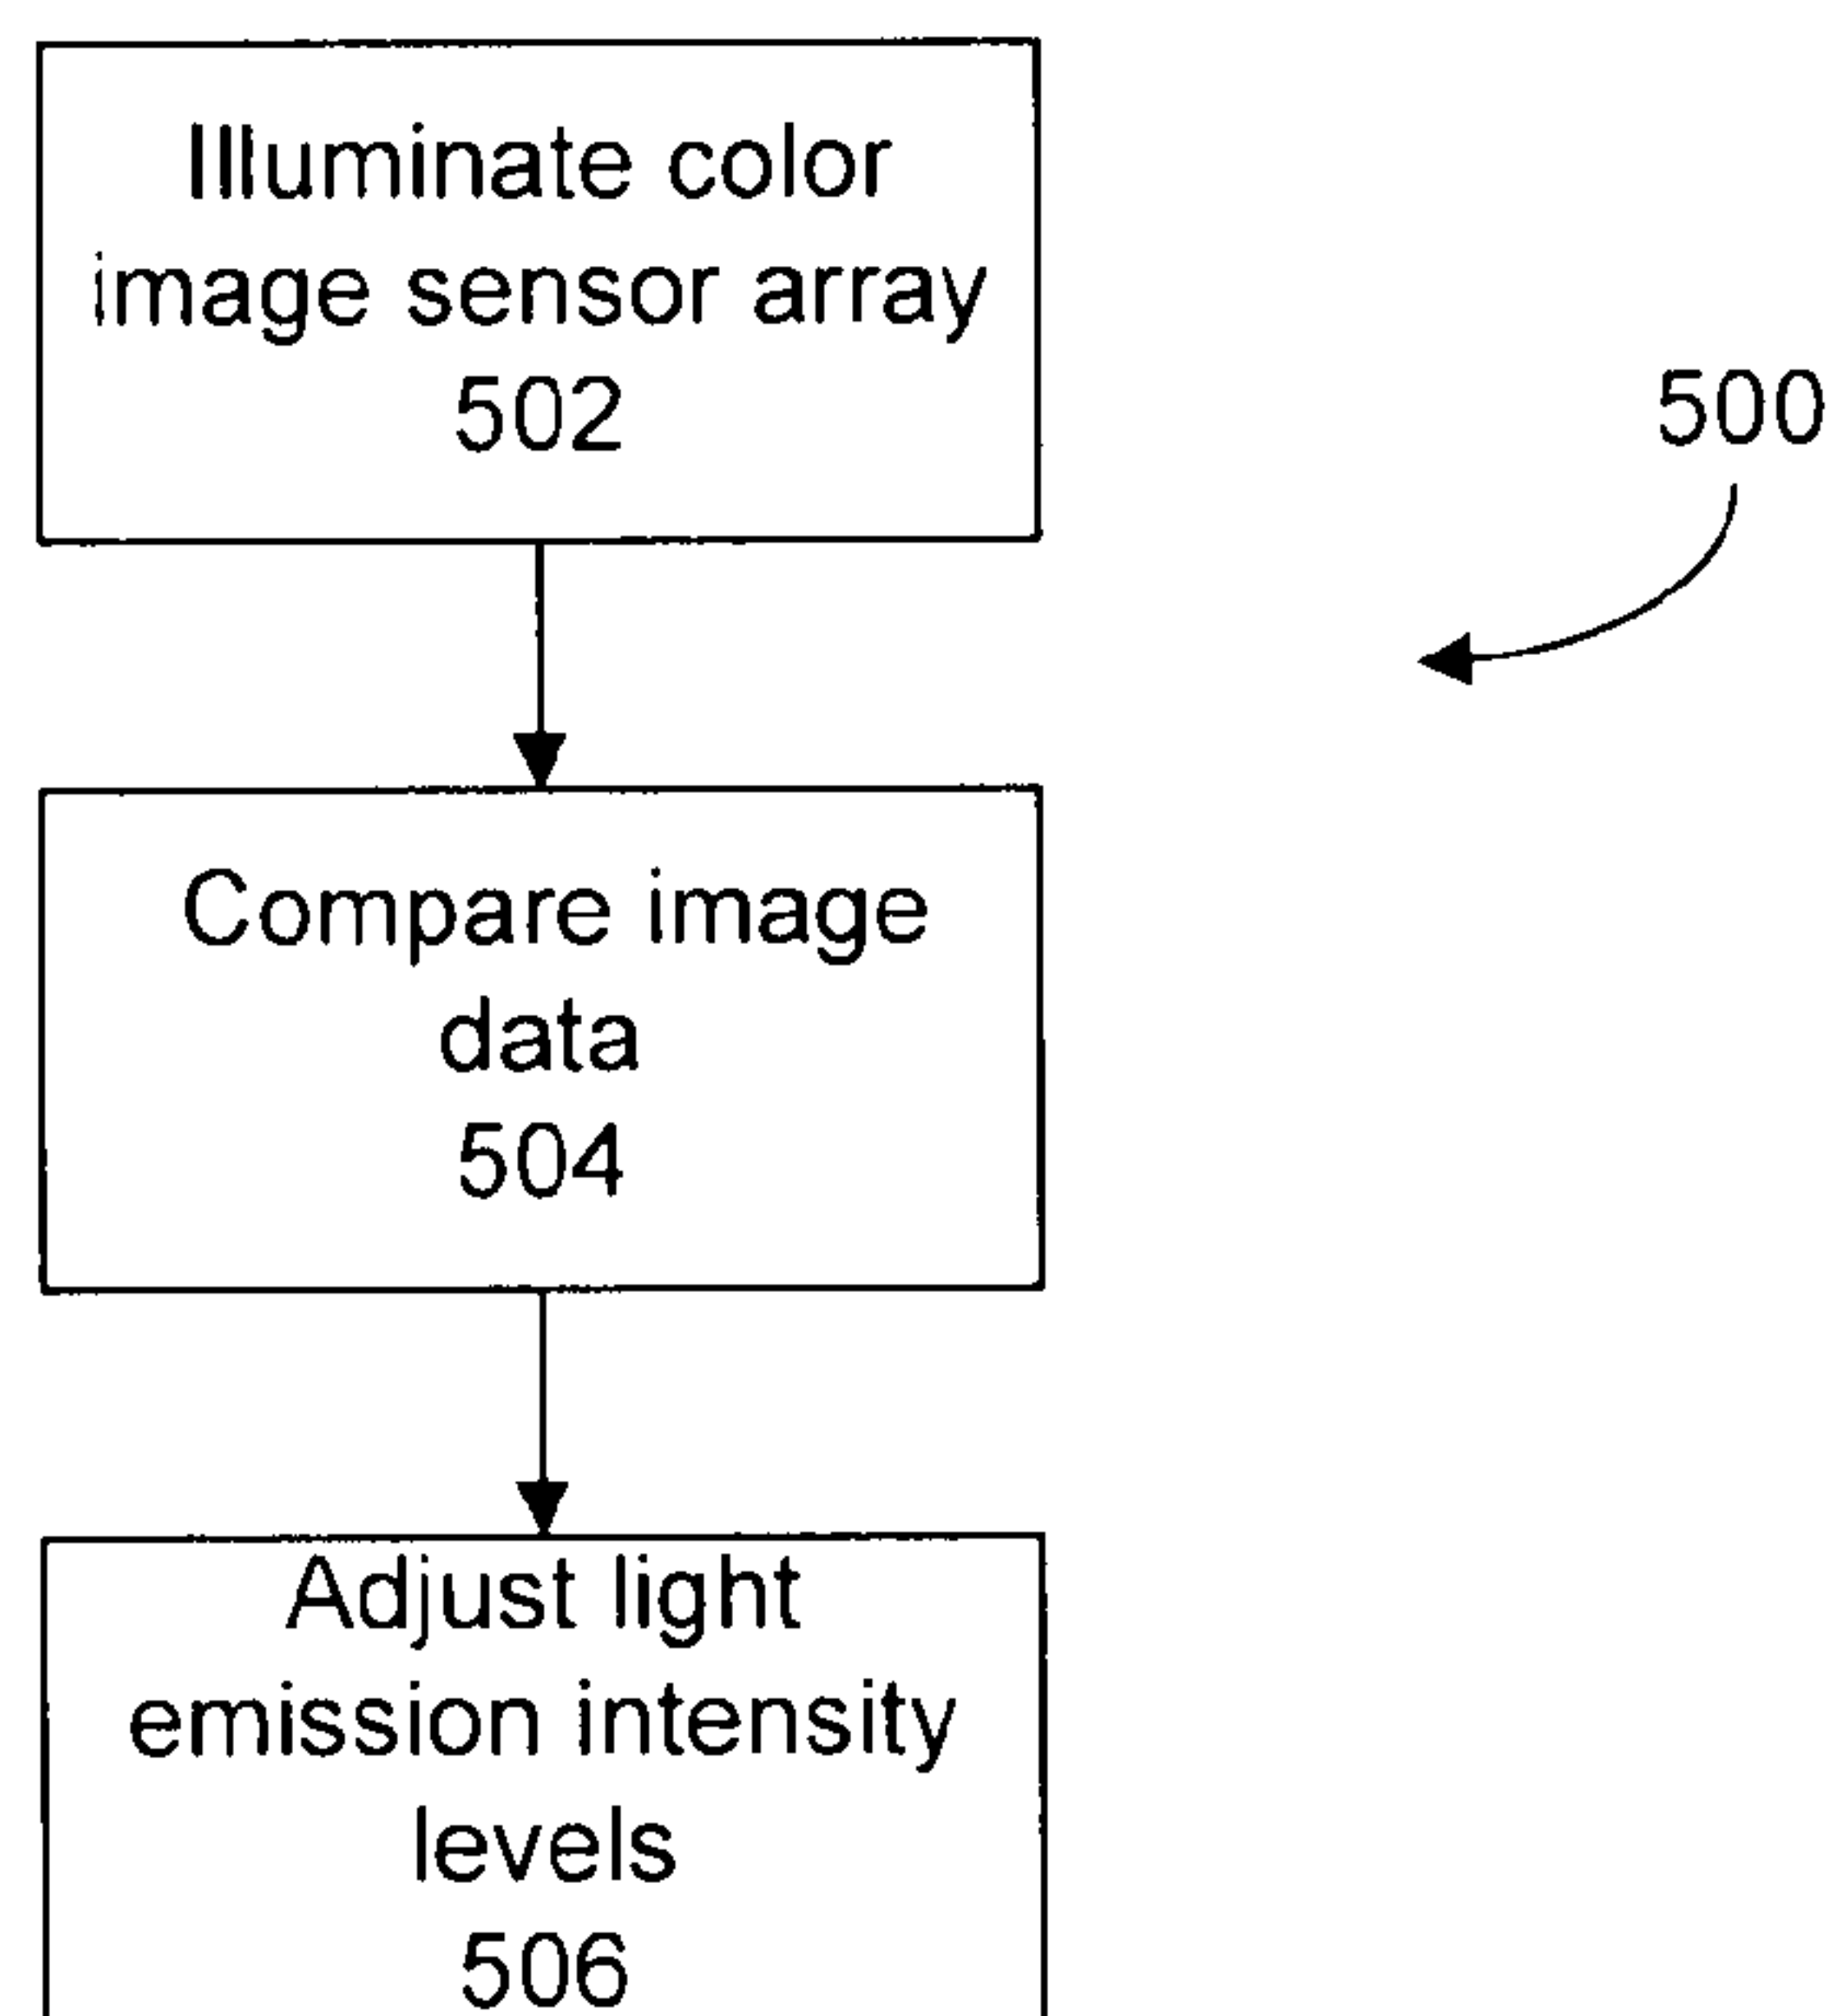 Illuminate color
image sensor array
502
500
Compare image
data
504
Adjust light
emission intensity
levels
506